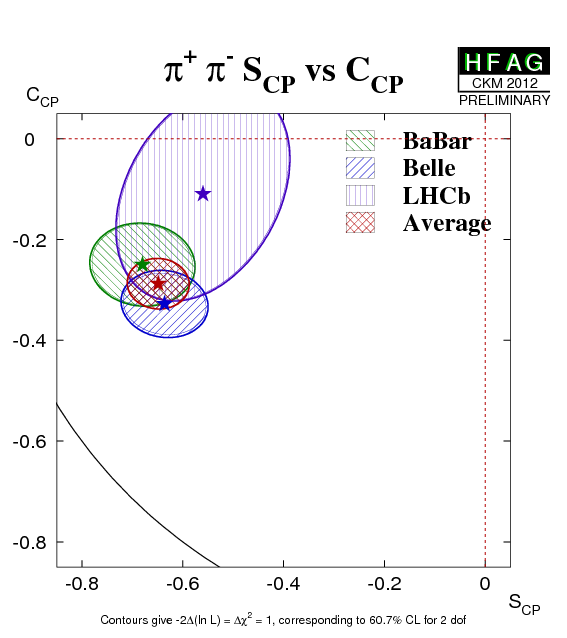 π+ π- S_CP vs C_CP
HFAG
CKM 2012
PRELIMINARY
C_CP
0
-0.2
-0.4
-0.6
-0.8
BaBar
Belle
LHCb
Average
-0.8 -0.6 -0.4 -0.2 0
S_CP
Contours give -2Δ(ln L) = Δχ² = 1, corresponding to 60.7% CL for 2 dof